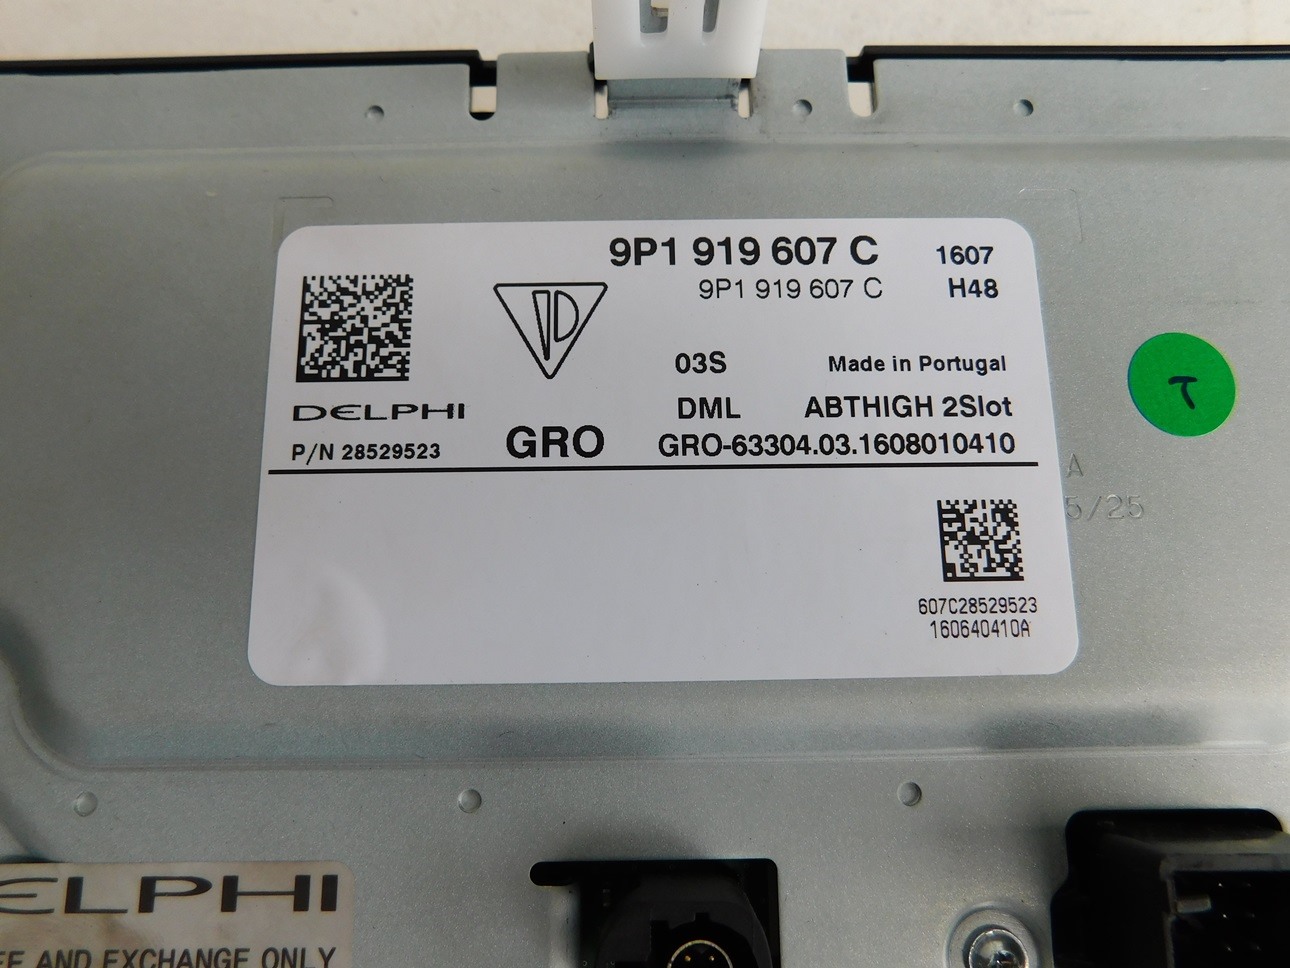 9P1 919 607 C 1607
9P1 919 607 C H48
03S Made in Portugal
DELPHI DML ABTHIGH 2Slot
P/N 28529523 GRO GRO-63304.03.1608010410
T
A
5/25
607C28529523
160640410A
ELPHI
AND EXCHANGE ONLY